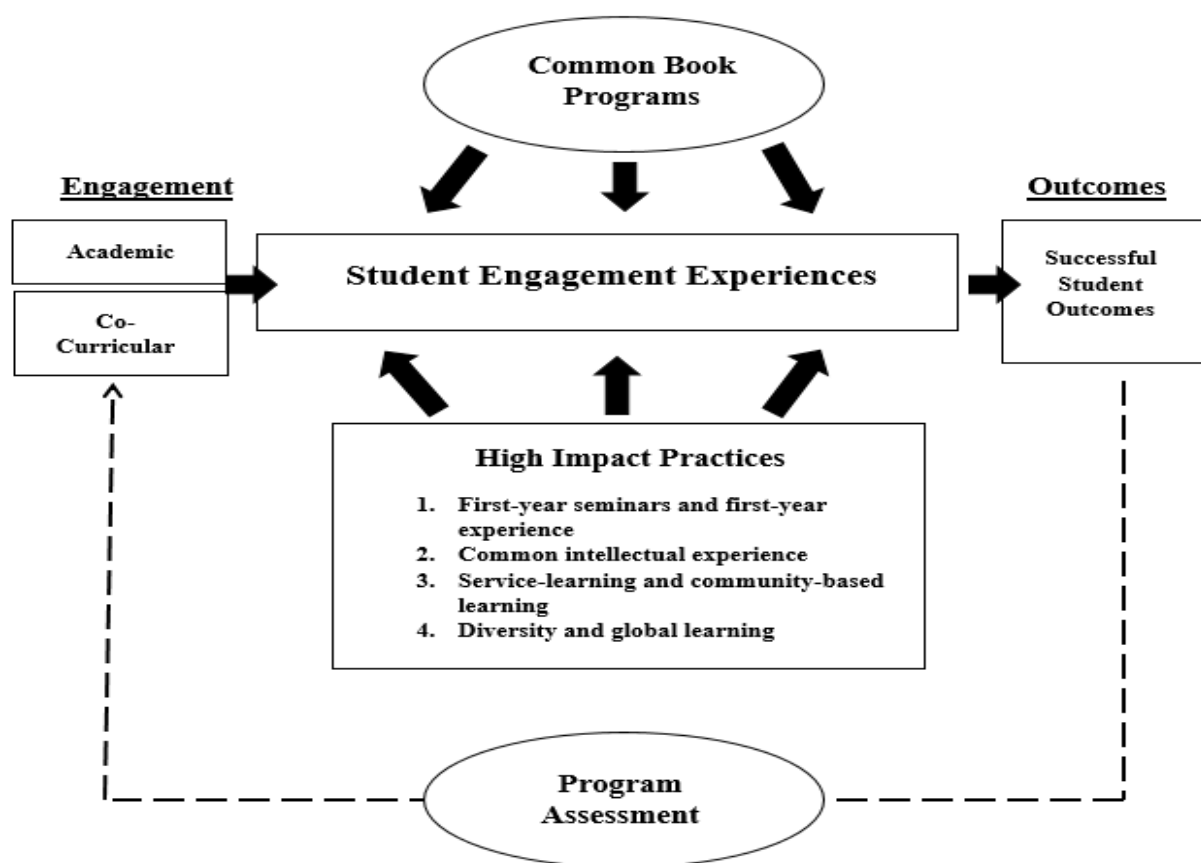 Common Book
Programs
Engagement
Outcomes
Academic
Co-
Curricular
Student Engagement Experiences
Successful
Student
Outcomes
High Impact Practices
1. First-year seminars and first-year
experience
2. Common intellectual experience
3. Service-learning and community-based
learning
4. Diversity and global learning
Program
Assessment